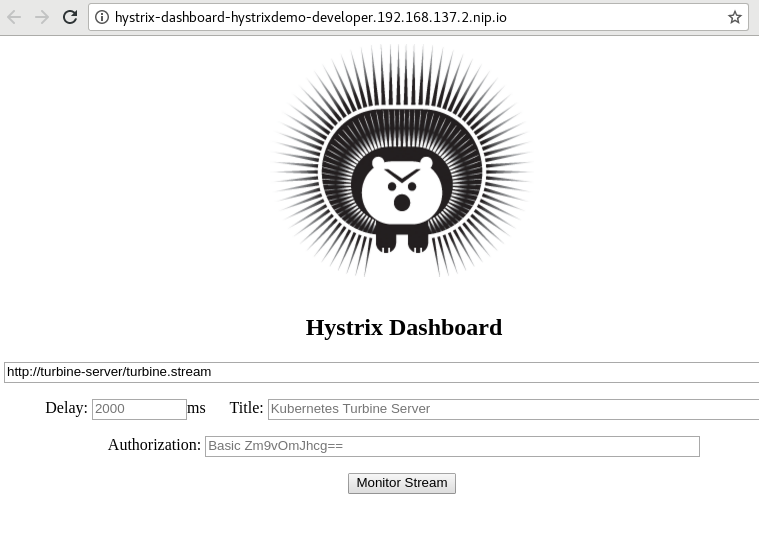 hystrix-dashboard-hystrixdemo-developer.192.168.137.2.nip.io
Hystrix Dashboard
http://turbine-server/turbine.stream
Delay: 2000 ms Title: Kubernetes Turbine Server
Authorization: Basic Zm9vOmJhcg==
Monitor Stream